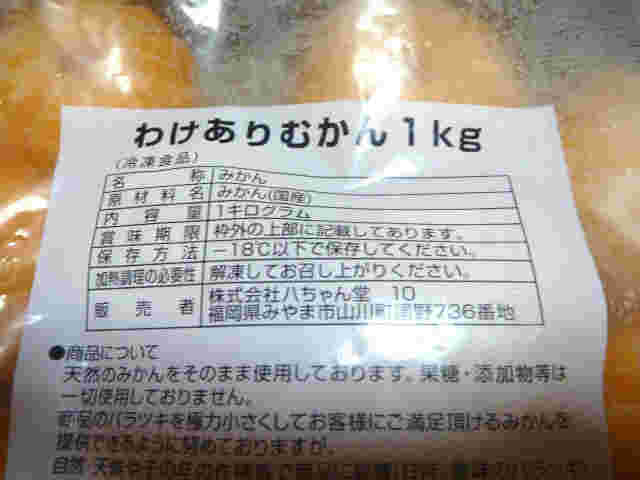 わけありむかん1kg
(冷凍食品)
名称 みかん
原材料名 みかん(国産)
内容量 1キログラム
賞味期限 枠外の上部に記載してあります。
保存方法 －18℃以下で保存してください。
加熱調理の必要性 解凍してお召し上がりください。
販売者 株式会社八ちゃん堂 10
福岡県みやま市山川町 野736番地
●商品について
天然のみかんをそのまま使用しております。果糖・添加物等は
一切使用しておりません。
のバラツキを極力小さくしてお客様にご満足頂けるみかんを
提供できるように努めておりますが、
自然